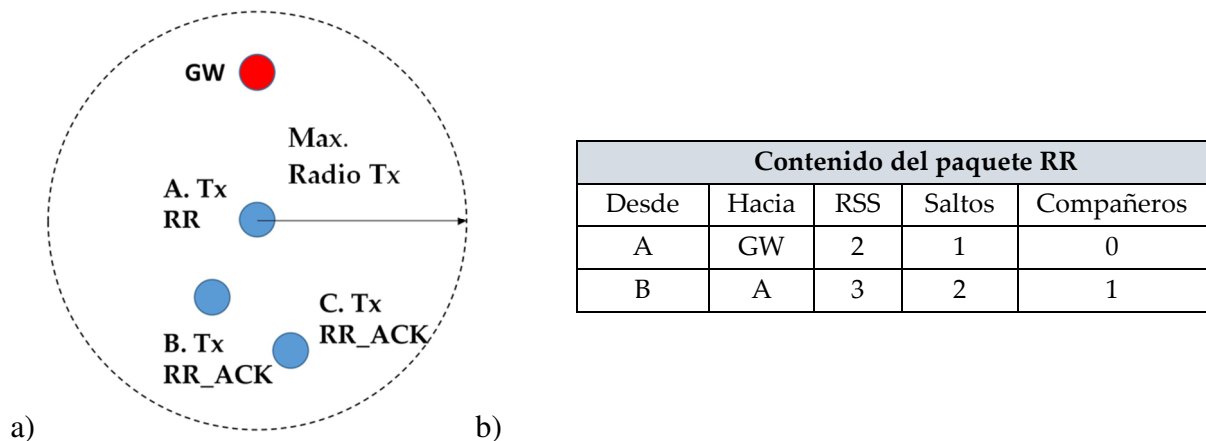 GW
Max.
Radio Tx
A. Tx
RR
C. Tx
RR_ACK
B. Tx
RR_ACK
a)
Contenido del paquete RR
Desde Hacia RSS Saltos Compañeros
A GW 2 1 0
B A 3 2 1
b)